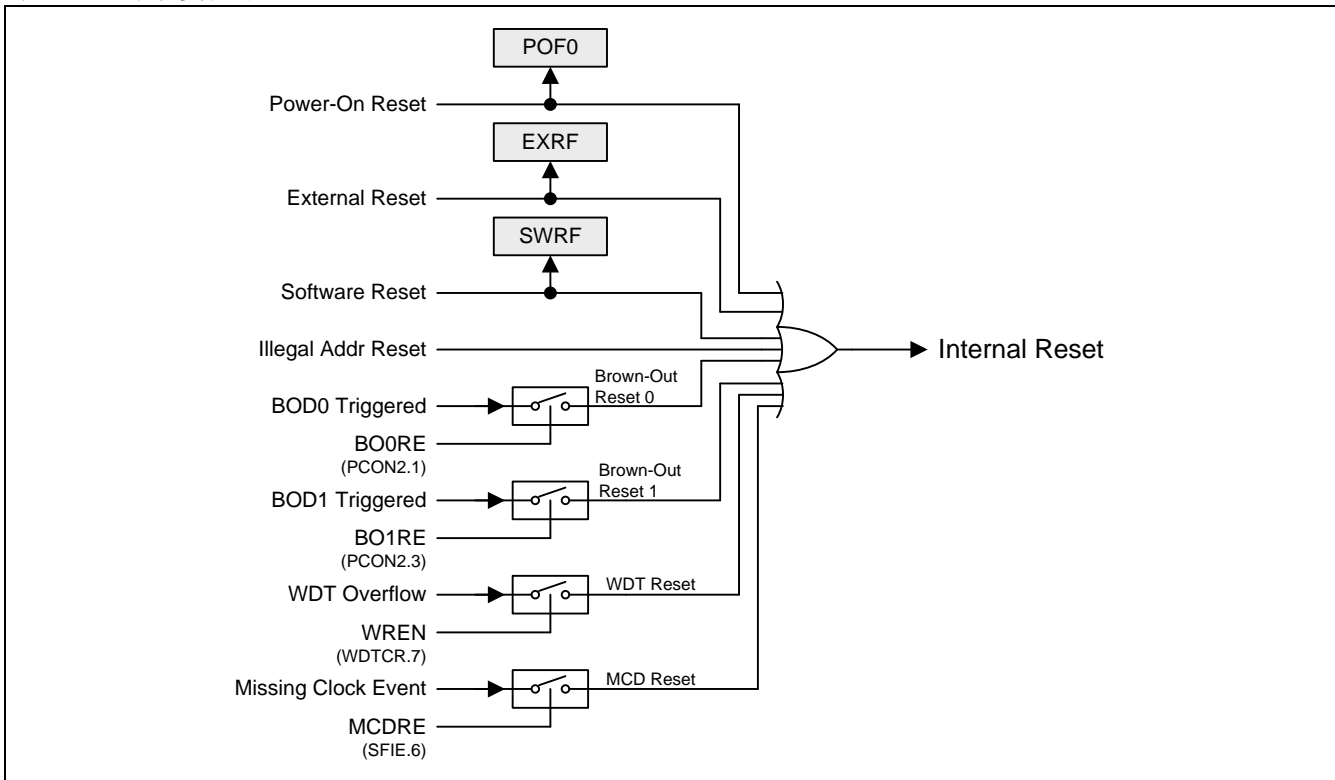 POF0
Power-On Reset
EXRF
External Reset
SWRF
Software Reset
Illegal Addr Reset
Internal Reset
Brown-Out
Reset 0
BOD0 Triggered
BO0RE
(PCON2.1)
Brown-Out
Reset 1
BOD1 Triggered
BO1RE
(PCON2.3)
WDT Overflow
WDT Reset
WREN
(WDTCR.7)
Missing Clock Event
MCD Reset
MCDRE
(SFIE.6)